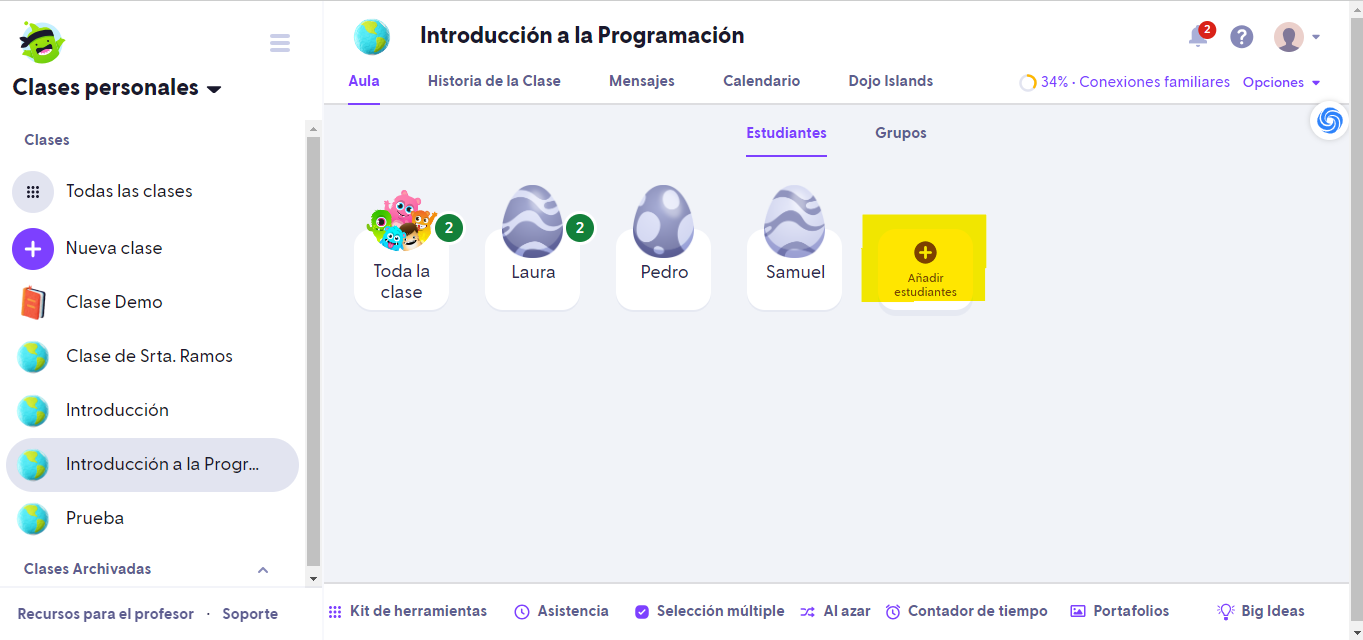 Clases personales
Clases
Todas las clases
Nueva clase
Clase Demo
Clase de Srta. Ramos
Introducción
Introducción a la Progr...
Prueba
Clases Archivadas
Recursos para el profesor · Soporte
Introducción a la Programación
2
Aula Historia de la Clase Mensajes Calendario Dojo Islands
34% · Conexiones familiares Opciones
Estudiantes Grupos
2
Toda la
clase
2
Laura
Pedro
Samuel
Añadir
estudiantes
Kit de herramientas Asistencia Selección múltiple Al azar Contador de tiempo Portafolios Big Ideas